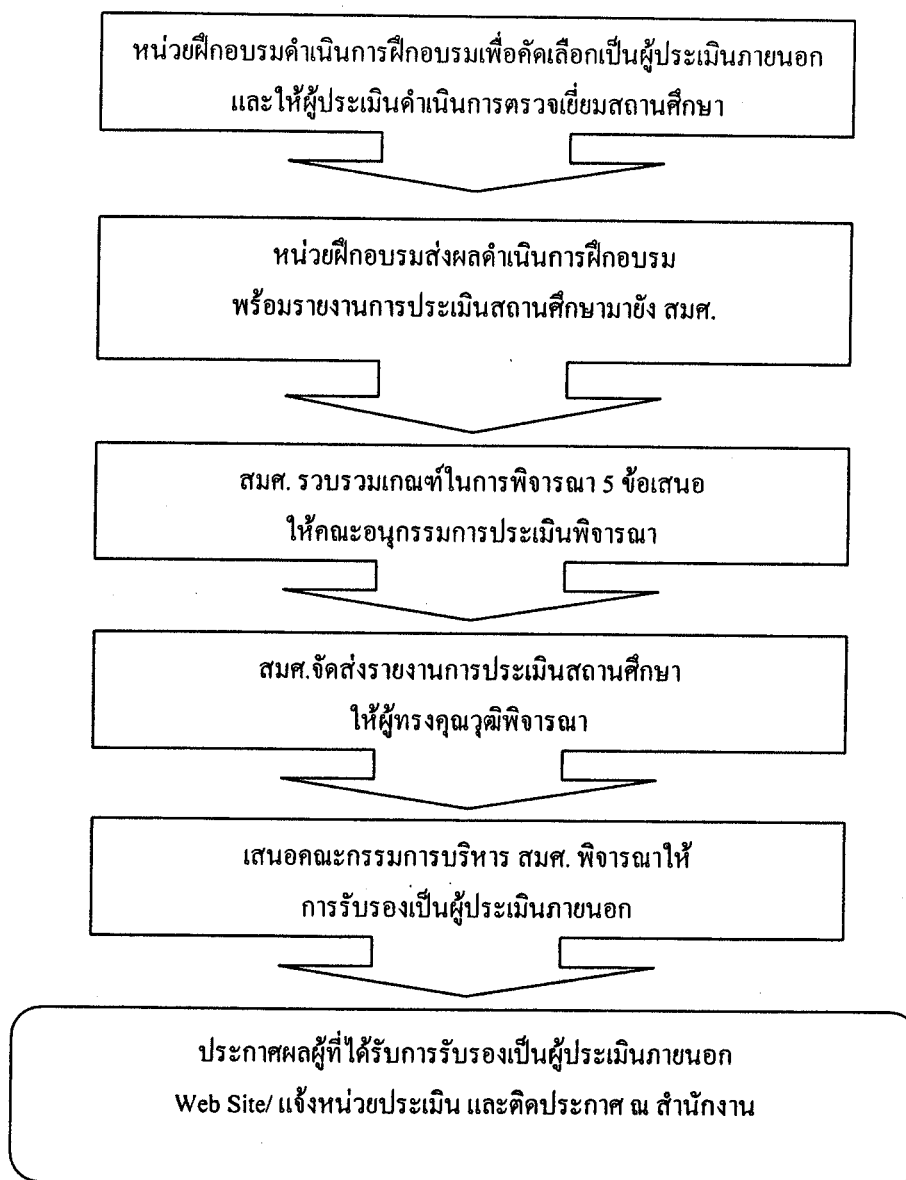 หน่วยฝึกอบรมดำเนินการฝึกอบรมเพื่อคัดเลือกเป็นผู้ประเมินภายนอก
และให้ผู้ประเมินดำเนินการตรวจเยี่ยมสถานศึกษา
หน่วยฝึกอบรมส่งผลดำเนินการฝึกอบรม
พร้อมรายงานการประเมินสถานศึกษามายัง สมศ.
สมศ. รวบรวมเกณฑ์ในการพิจารณา 5 ข้อเสนอ
ให้คณะอนุกรรมการประเมินพิจารณา
สมศ.จัดส่งรายงานการประเมินสถานศึกษา
ให้ผู้ทรงคุณวุฒิพิจารณา
เสนอคณะกรรมการบริหาร สมศ. พิจารณาให้
การรับรองเป็นผู้ประเมินภายนอก
ประกาศผลผู้ที่ได้รับการรับรองเป็นผู้ประเมินภายนอก
Web Site/ แจ้งหน่วยประเมิน และติดประกาศ ณ สำนักงาน